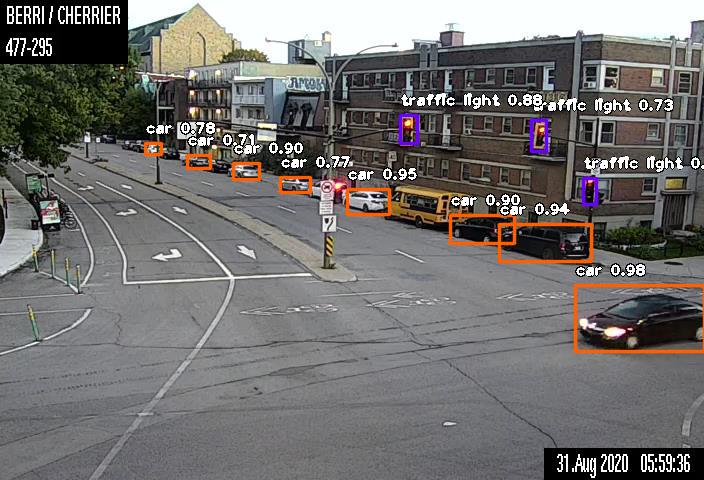 BERRI / CHERRIER
477-295
traffic light 0.88
traffic light 0.73
car 0.78
car 0.71
car 0.90
car 0.77
traffic light 0.
car 0.95
car 0.90
car 0.94
car 0.98
31.Aug 2020 05:59:36